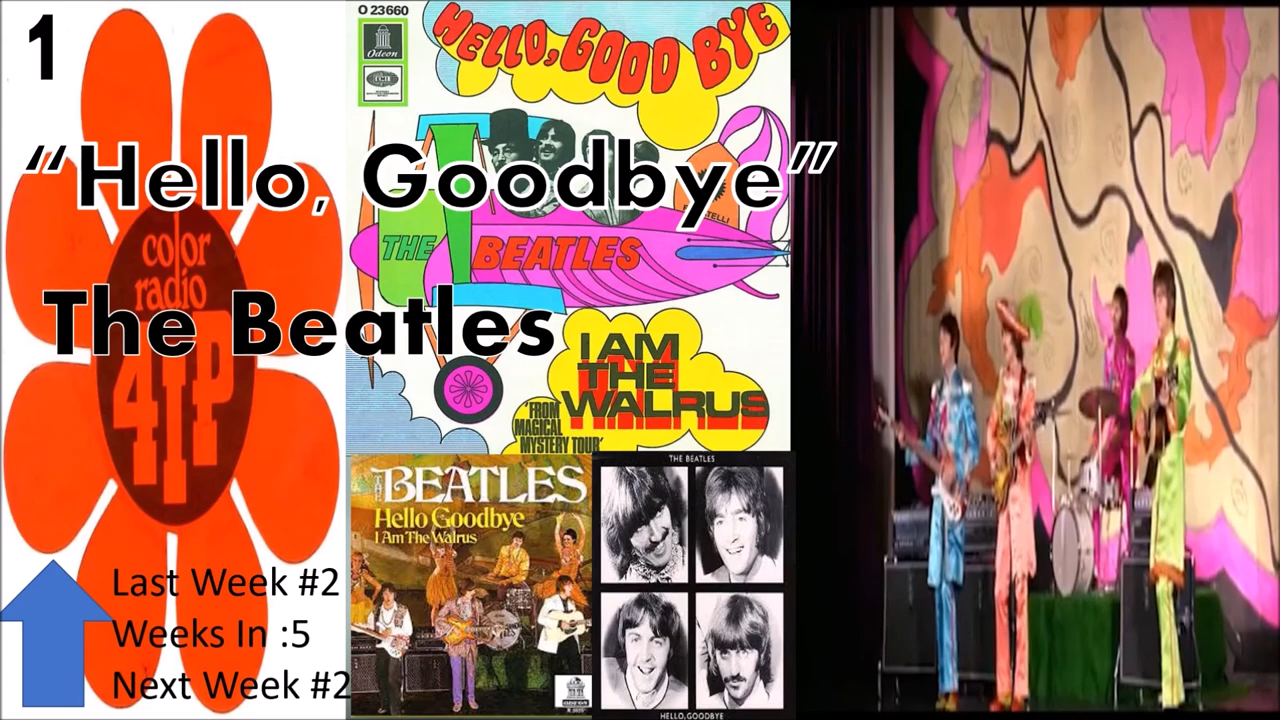 1
“Hello, Goodbye”
The Beatles
color
radio
4IP
Last Week #2
Weeks In :5
Next Week #2
O 23660
Odeon
HELLO, GOOD BYE
THE BEATLES
I AM
THE
WALRUS
'FROM
MAGICAL
MYSTERY TOUR'
THE BEATLES
Hello Goodbye
I Am The Walrus
THE BEATLES
HELLO, GOODBYE